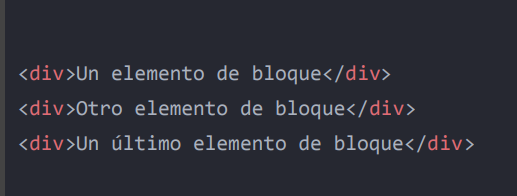 <div>Un elemento de bloque</div>
<div>Otro elemento de bloque</div>
<div>Un último elemento de bloque</div>